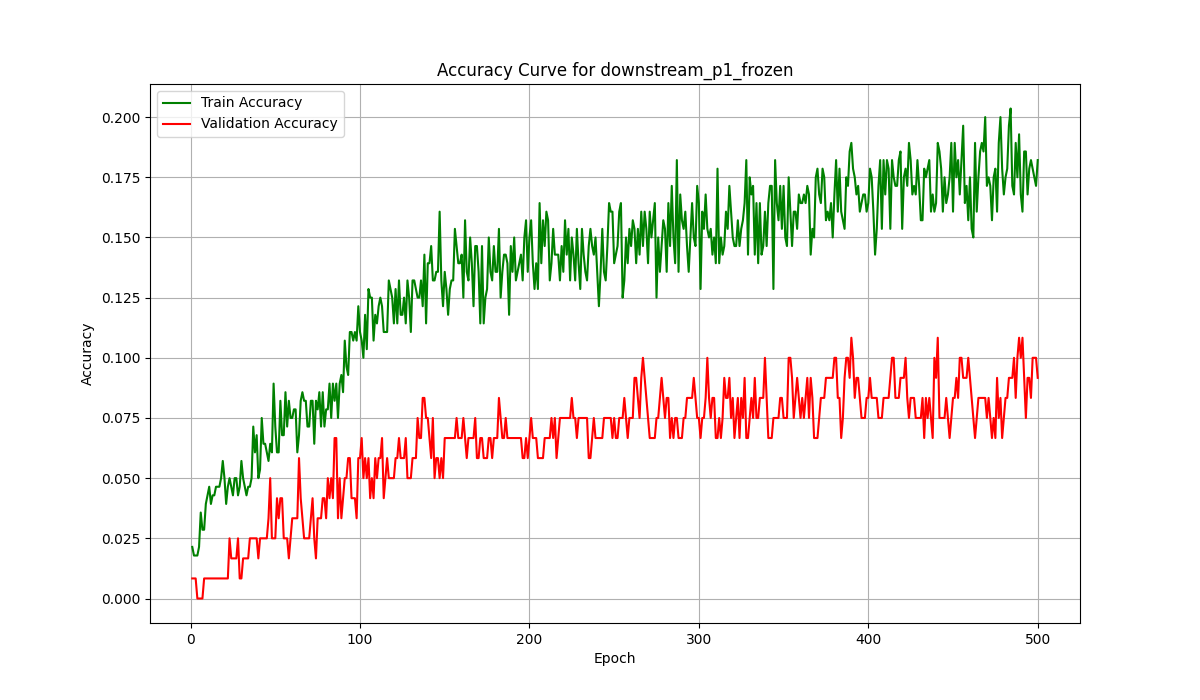 Accuracy Curve for downstream_p1_frozen
Train Accuracy
Validation Accuracy
0.200
0.175
0.150
0.125
0.100
0.075
0.050
0.025
0.000
Accuracy
0 100 200 300 400 500
Epoch